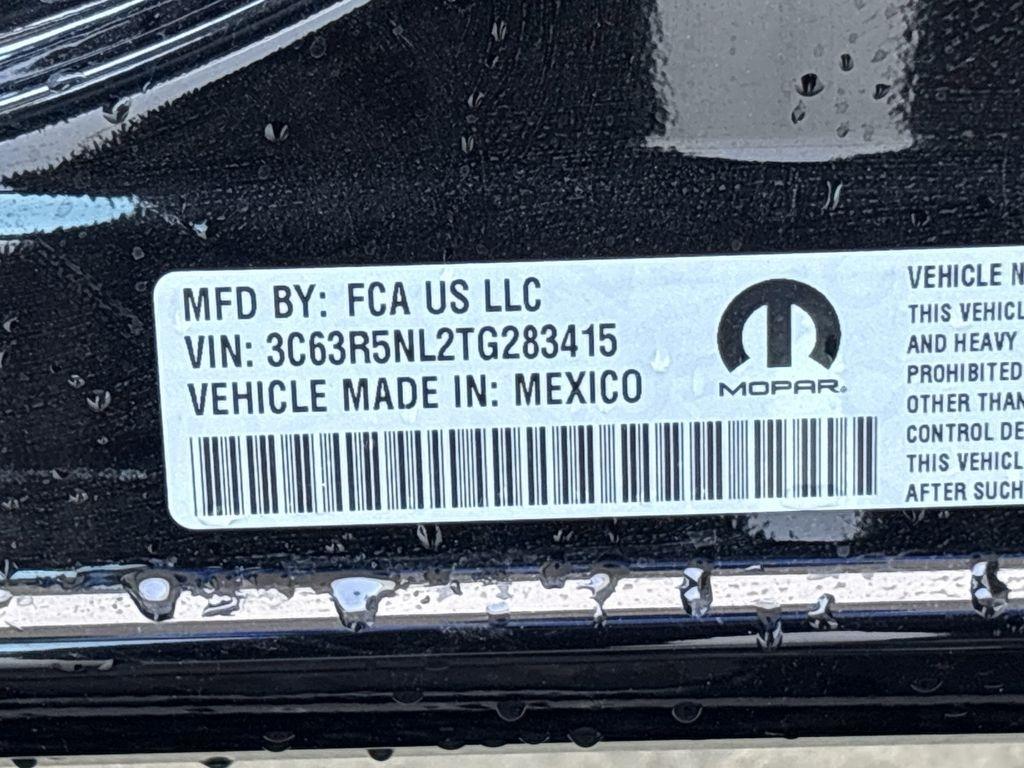 MFD BY: FCA US LLC
VIN: 3C63R5NL2TG283415
VEHICLE MADE IN: MEXICO
MOPAR®
VEHICLE N
THIS VEHICL
AND HEAVY
PROHIBITED
OTHER THAN
CONTROL DE
THIS VEHICL
AFTER SUCH